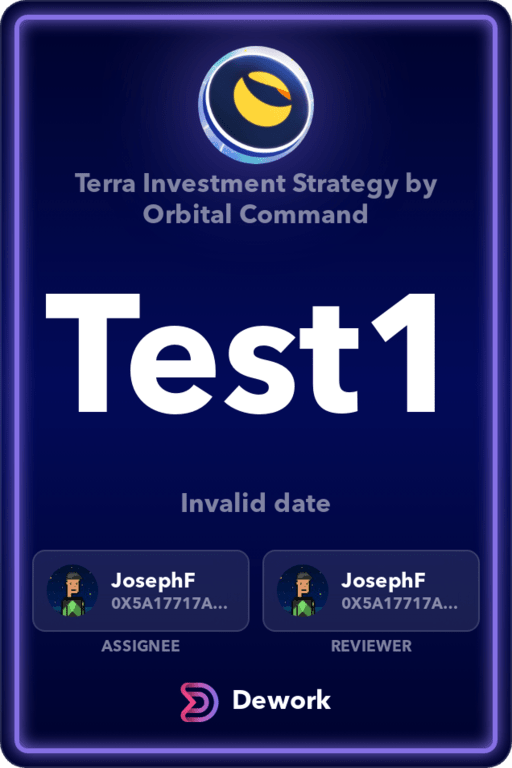 Terra Investment Strategy by
Orbital Command
Test1
Invalid date
JosephF
0X5A17717A...
ASSIGNEE
JosephF
0X5A17717A...
REVIEWER
Dework